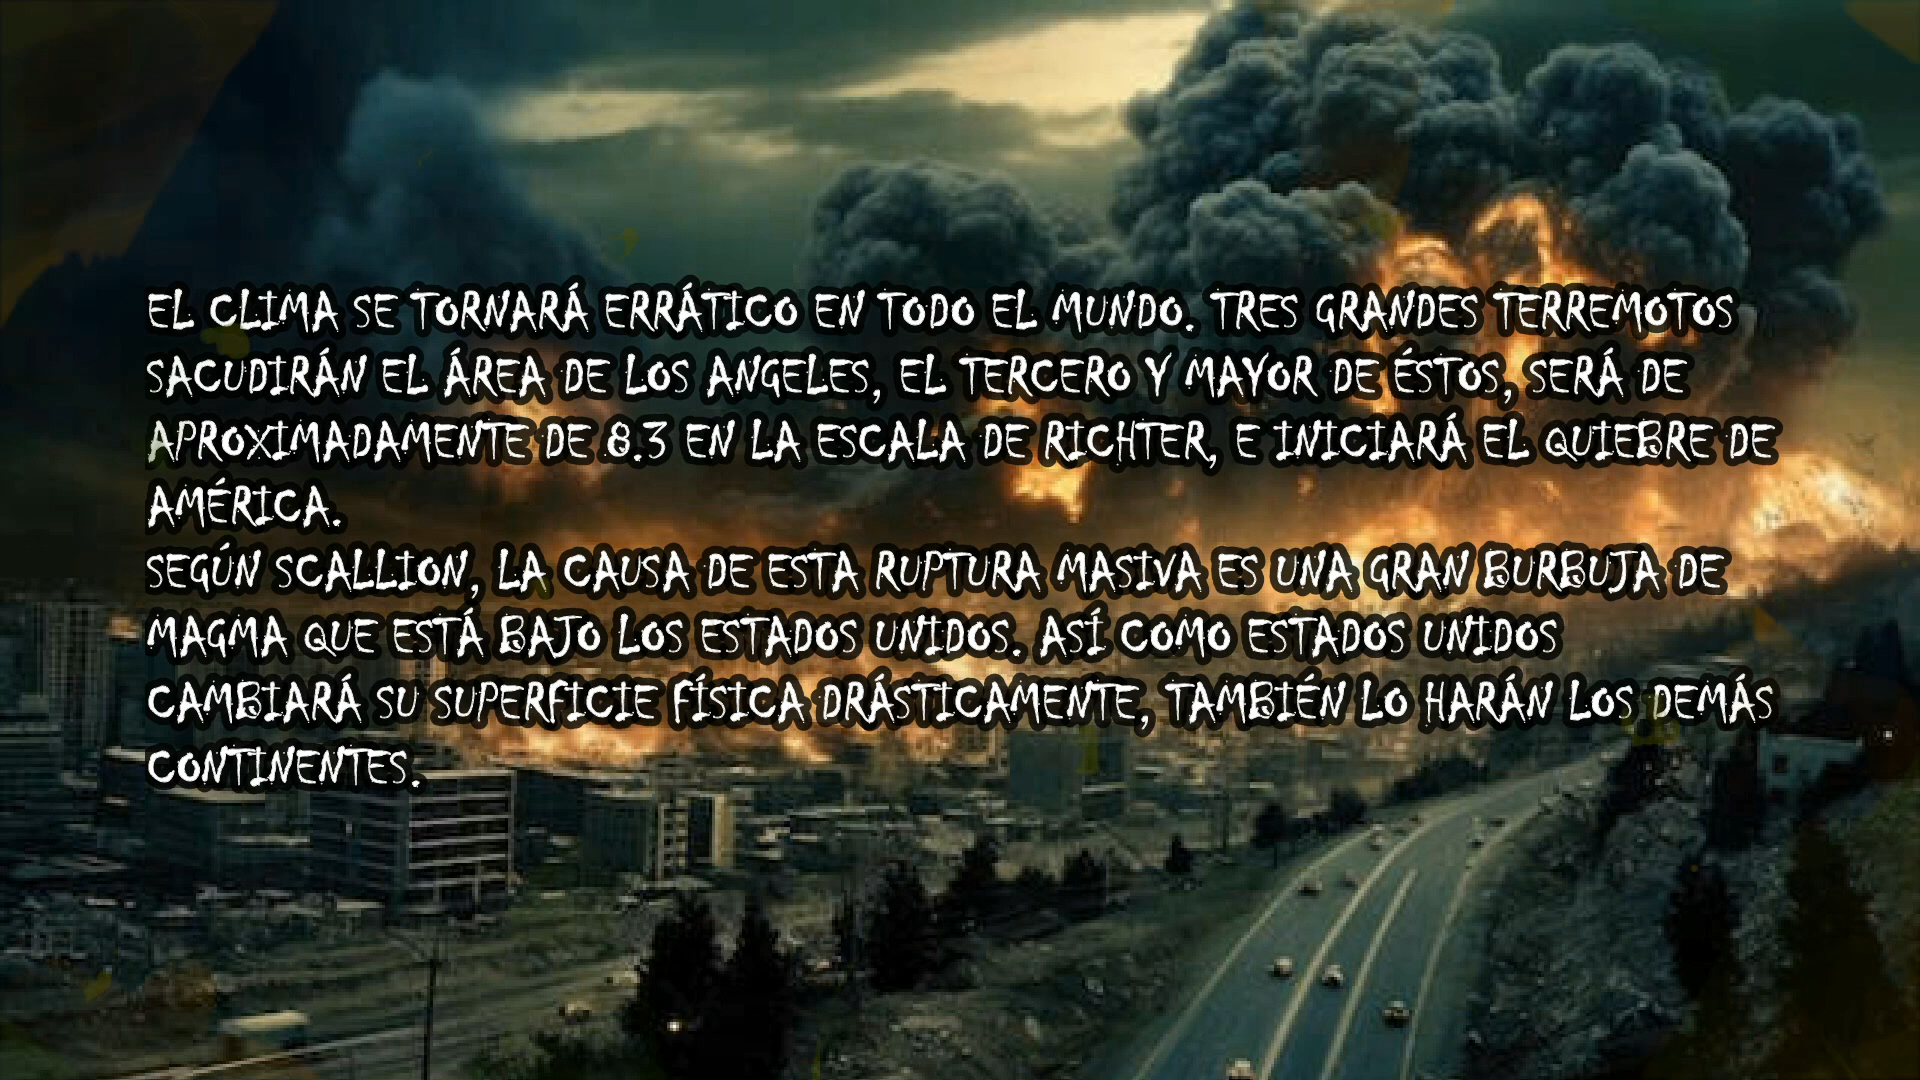 EL CLIMA SE TORNARÁ ERRÁTICO EN TODO EL MUNDO. TRES GRANDES TERREMOTOS
SACUDIRÁN EL ÁREA DE LOS ANGELES, EL TERCERO Y MAYOR DE ÉSTOS, SERÁ DE
APROXIMADAMENTE DE 8.3 EN LA ESCALA DE RICHTER, E INICIARÁ EL QUIEBRE DE
AMÉRICA.
SEGÚN SCALLION, LA CAUSA DE ESTA RUPTURA MASIVA ES UNA GRAN BURBUJA DE
MAGMA QUE ESTÁ BAJO LOS ESTADOS UNIDOS. ASÍ COMO ESTADOS UNIDOS
CAMBIARÁ SU SUPERFICIE FÍSICA DRÁSTICAMENTE, TAMBIÉN LO HARÁN LOS DEMÁS
CONTINENTES.